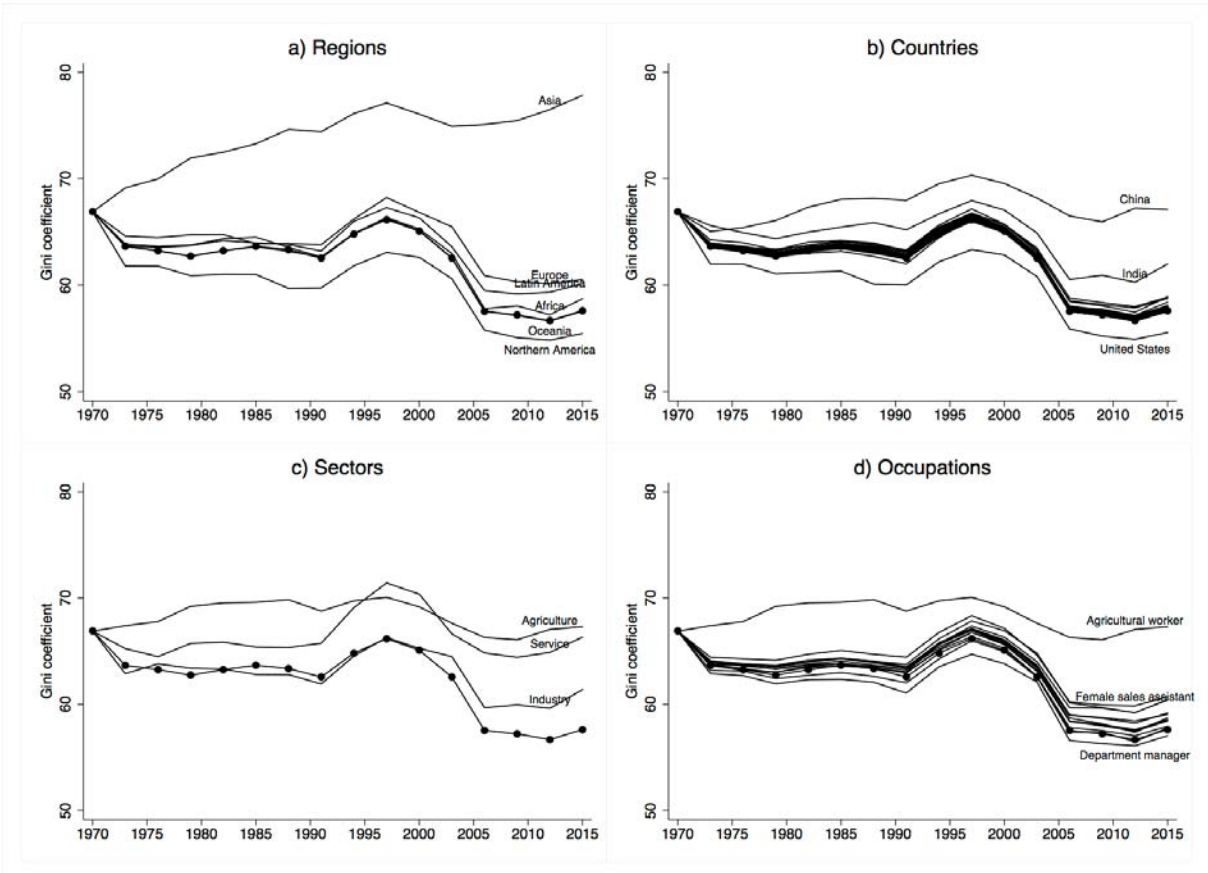 a) Regions
Gini coefficient
80
70
60
50
Asia
Europe
Latin America
Africa
Oceania
Northern America
1970 1975 1980 1985 1990 1995 2000 2005 2010 2015
b) Countries
Gini coefficient
80
70
60
50
China
India
United States
1970 1975 1980 1985 1990 1995 2000 2005 2010 2015
c) Sectors
Gini coefficient
80
70
60
50
Agriculture
Service
Industry
1970 1975 1980 1985 1990 1995 2000 2005 2010 2015
d) Occupations
Gini coefficient
80
70
60
50
Agricultural worker
Female sales assistant
Department manager
1970 1975 1980 1985 1990 1995 2000 2005 2010 2015